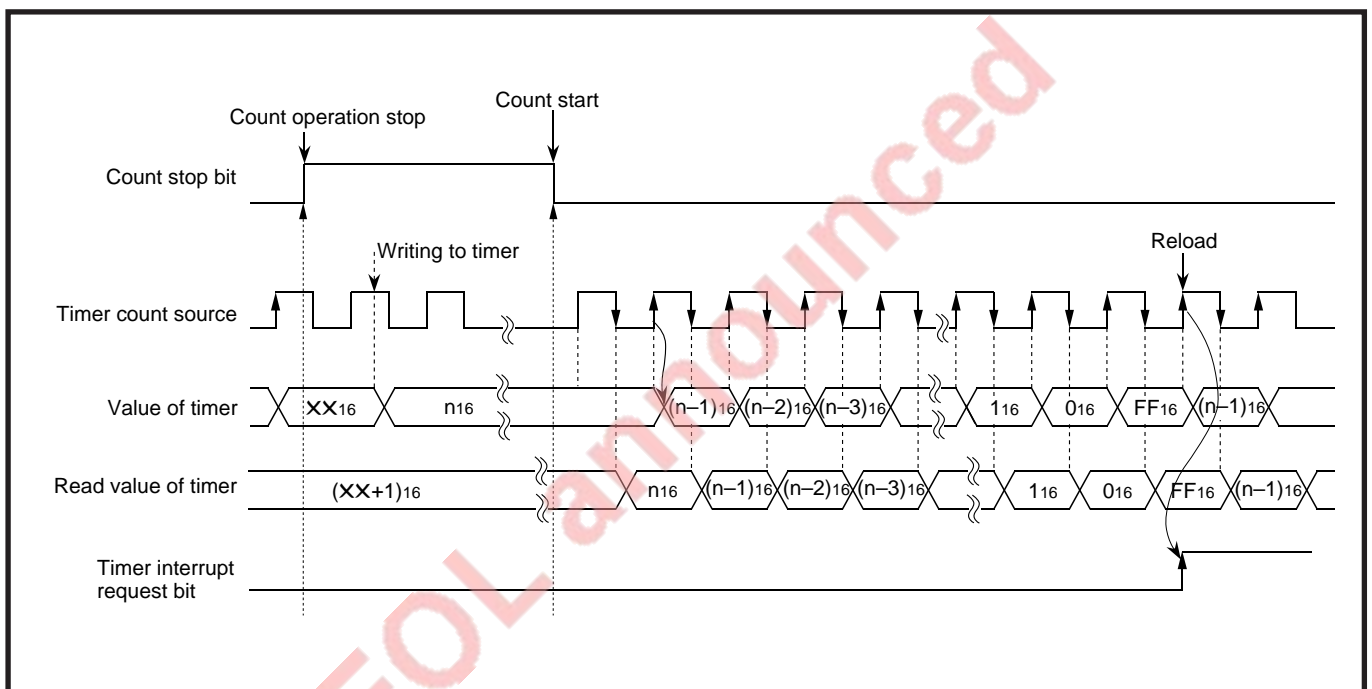 Count start
Count operation stop
Count stop bit
Writing to timer
Reload
Timer count source
Value of timer
XX16 n16 (n–1)16 (n–2)16 (n–3)16 116 016 FF16 (n–1)16
Read value of timer
(XX+1)16 n16 (n–1)16 (n–2)16 (n–3)16 116 016 FF16 (n–1)16
Timer interrupt
request bit
EOL announced